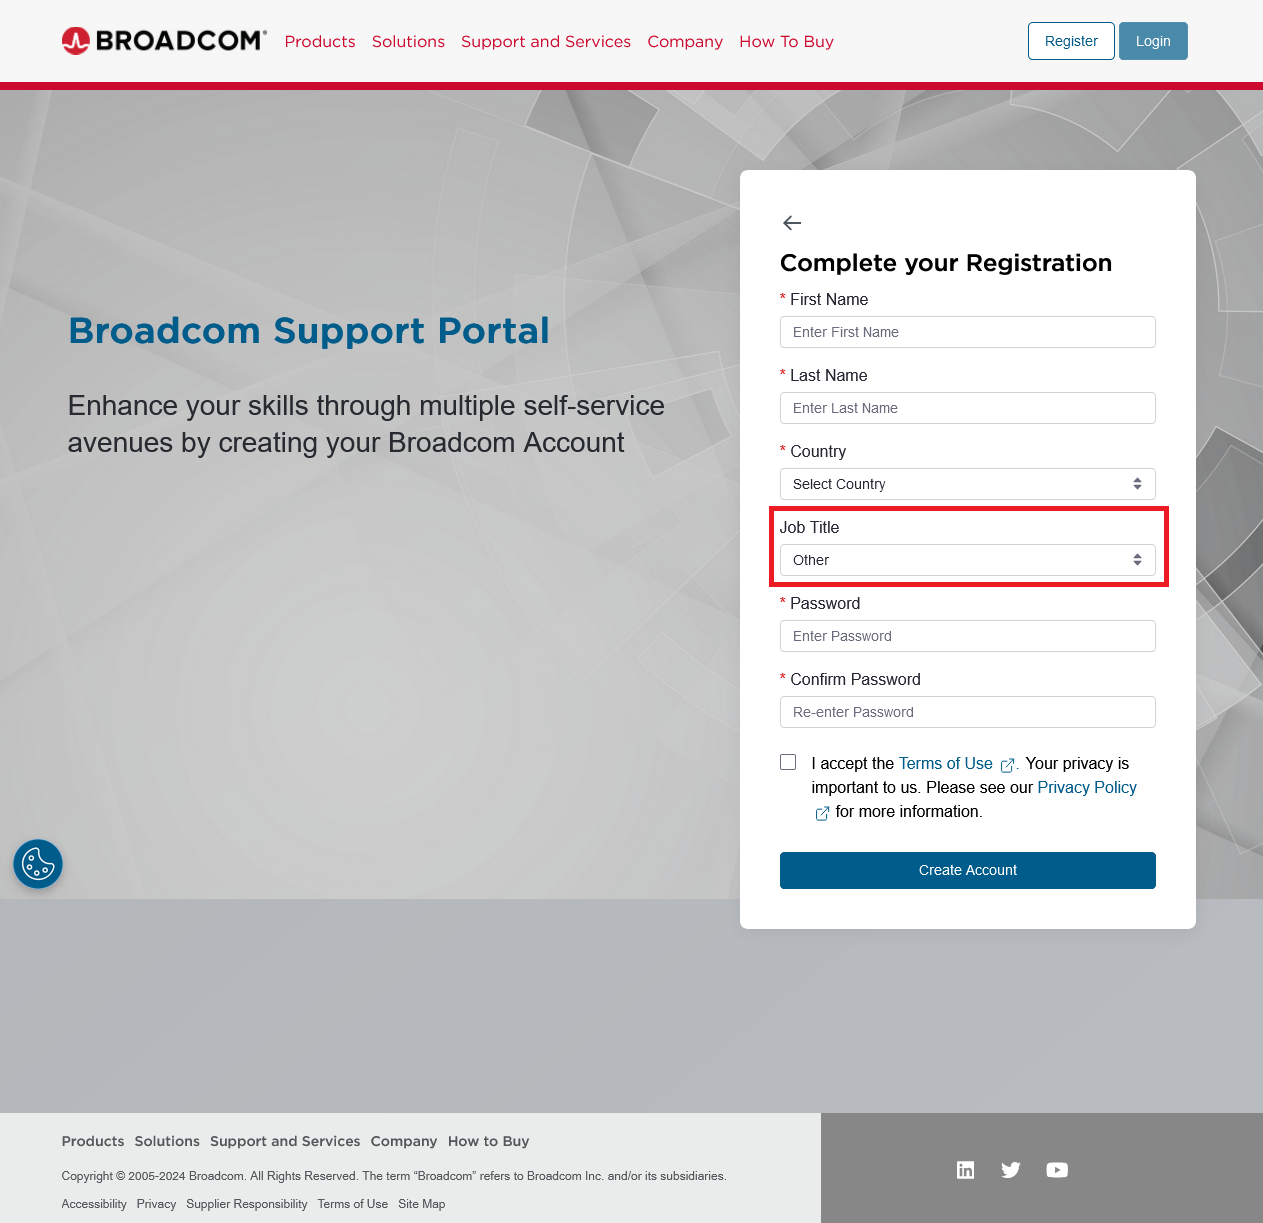 BROADCOM®
Products Solutions Support and Services Company How To Buy
Register Login
Broadcom Support Portal
Enhance your skills through multiple self-service
avenues by creating your Broadcom Account
Complete your Registration
* First Name
Enter First Name
* Last Name
Enter Last Name
* Country
Select Country
Job Title
Other
* Password
Enter Password
* Confirm Password
Re-enter Password
I accept the Terms of Use . Your privacy is
important to us. Please see our Privacy Policy
for more information.
Create Account
Products Solutions Support and Services Company How to Buy
Copyright © 2005-2024 Broadcom. All Rights Reserved. The term “Broadcom” refers to Broadcom Inc. and/or its subsidiaries.
Accessibility Privacy Supplier Responsibility Terms of Use Site Map